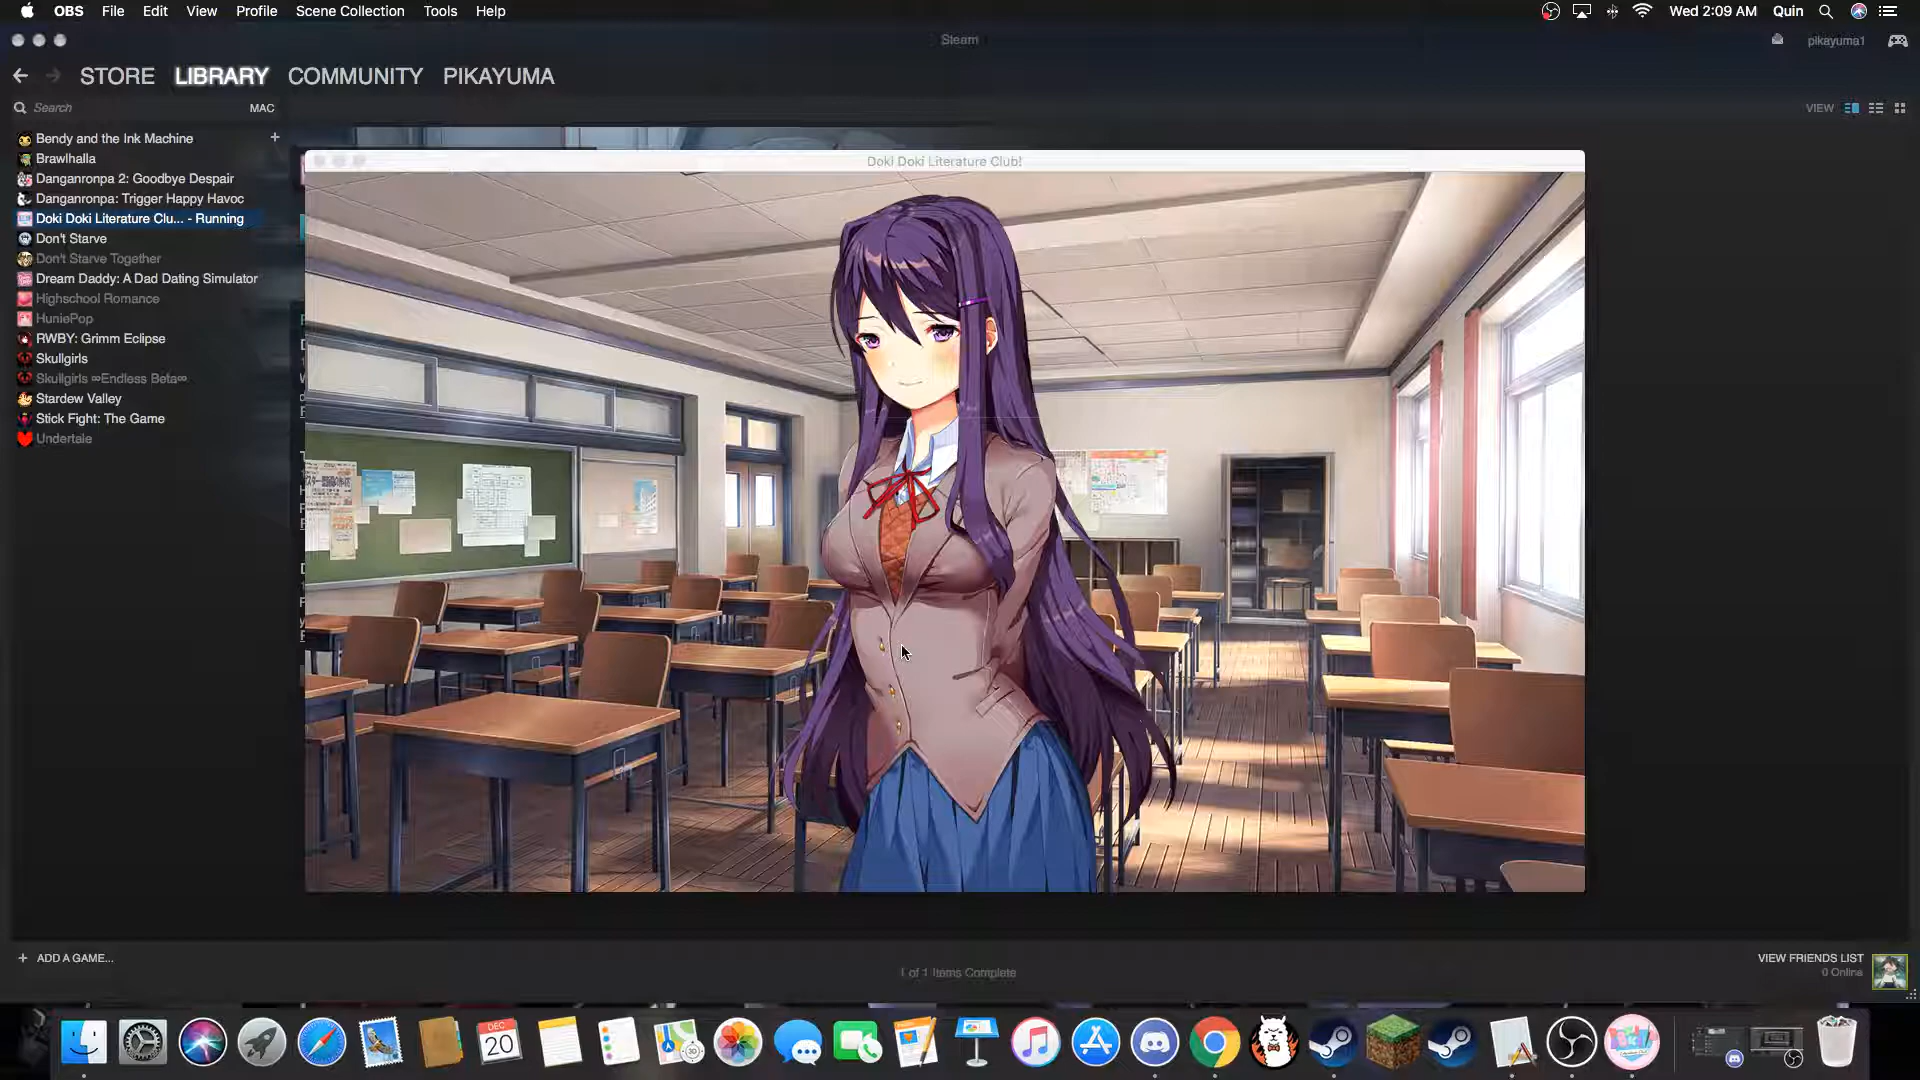 OBS File Edit View Profile Scene Collection Tools Help Wed 2:09 AM Quin
Steam
pikayuma1
STORE LIBRARY COMMUNITY PIKAYUMA
Search MAC
VIEW
Bendy and the Ink Machine
Brawlhalla
Danganronpa 2: Goodbye Despair
Danganronpa: Trigger Happy Havoc
Doki Doki Literature Clu... - Running
Don't Starve
Don't Starve Together
Dream Daddy: A Dad Dating Simulator
Highschool Romance
HuniePop
RWBY: Grimm Eclipse
Skullgirls
Skullgirls ∞Endless Beta∞
Stardew Valley
Stick Fight: The Game
Undertale
Doki Doki Literature Club!
+ ADD A GAME...
1 of 1 Items Complete
VIEW FRIENDS LIST
0 Online
DEC
20